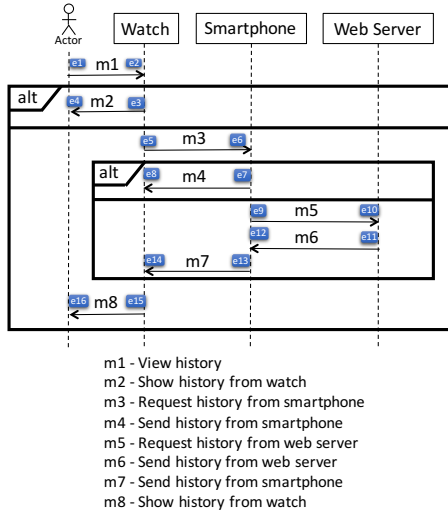 Actor Watch Smartphone Web Server
e1 m1 e2
alt e4 m2 e3
e5 m3 e6
alt e8 m4 e7
e9 m5 e10
e12 m6 e11
e14 m7 e13
e16 m8 e15
m1 - View history
m2 - Show history from watch
m3 - Request history from smartphone
m4 - Send history from smartphone
m5 - Request history from web server
m6 - Send history from web server
m7 - Send history from smartphone
m8 - Show history from watch